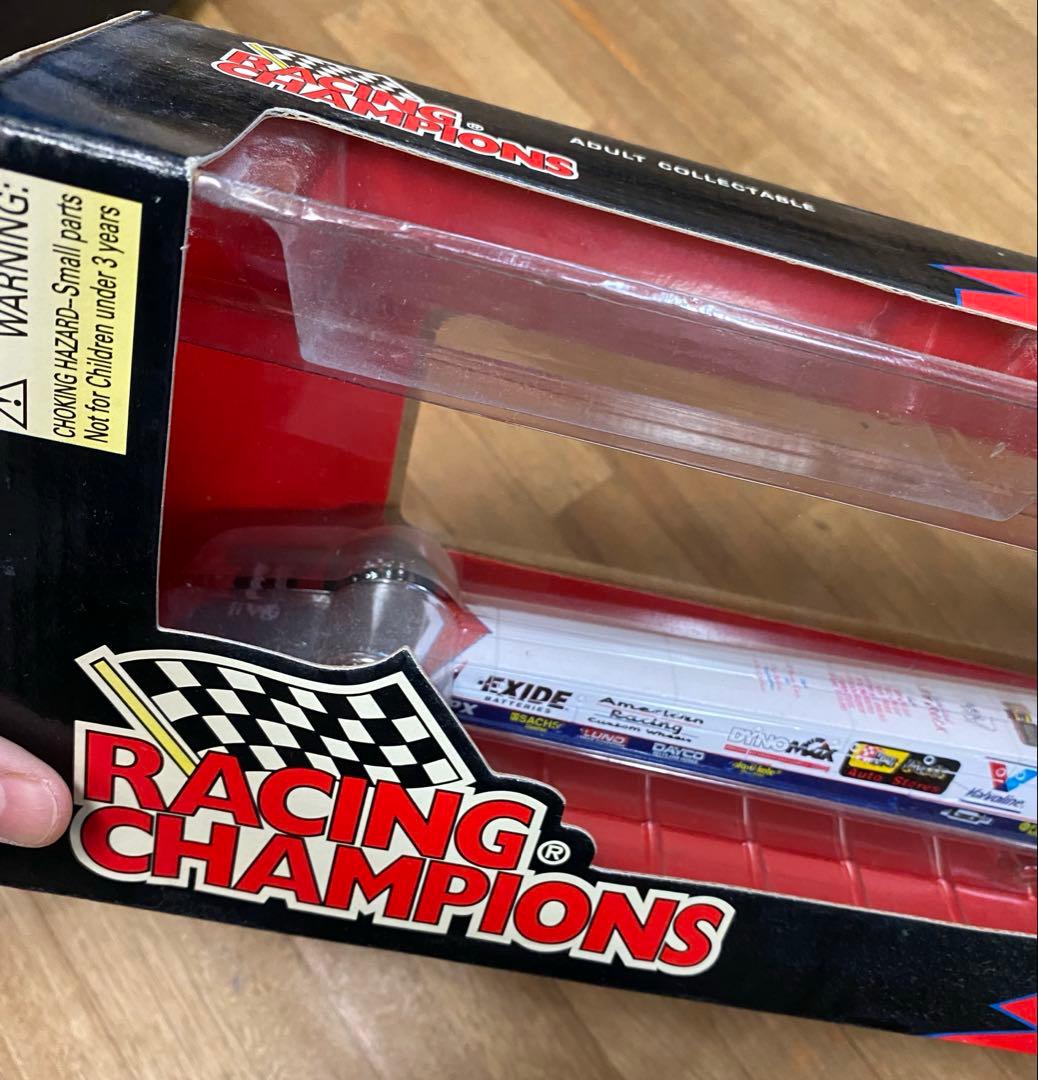 RACING
CHAMPIONS®
ADULT COLLECTABLE
⚠ WARNING:
CHOKING HAZARD-Small parts
Not for Children under 3 years
EXIDE
BATTERIES
American
Racing
Custom Wheels
DYNOMAX
Auto Stores
Valvoline
SACHS
LUND
DAYCO
RACING
CHAMPIONS®